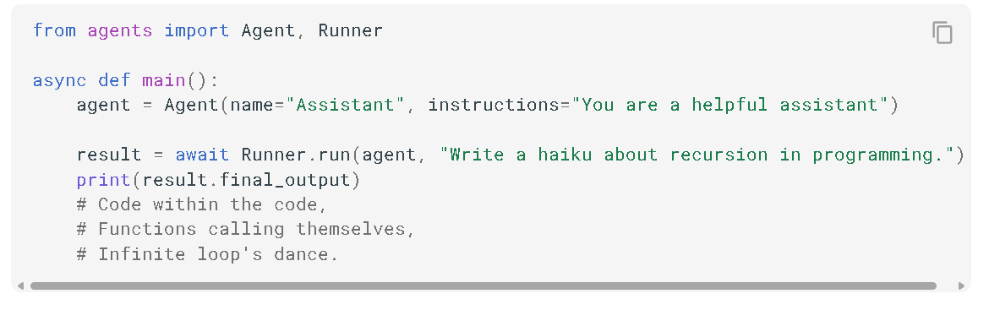 from agents import Agent, Runner

async def main():
    agent = Agent(name="Assistant", instructions="You are a helpful assistant")

    result = await Runner.run(agent, "Write a haiku about recursion in programming.")
    print(result.final_output)
    # Code within the code,
    # Functions calling themselves,
    # Infinite loop's dance.